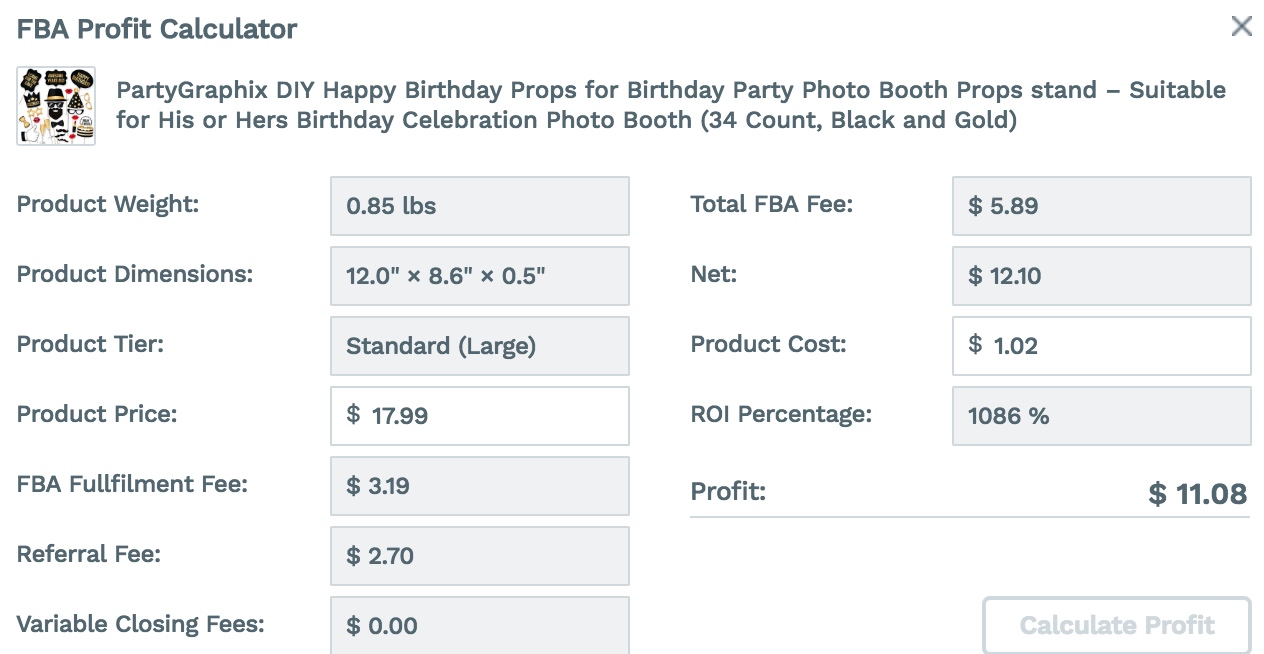 FBA Profit Calculator
PartyGraphix DIY Happy Birthday Props for Birthday Party Photo Booth Props stand – Suitable
for His or Hers Birthday Celebration Photo Booth (34 Count, Black and Gold)
Product Weight: 0.85 lbs
Product Dimensions: 12.0" × 8.6" × 0.5"
Product Tier: Standard (Large)
Product Price: $ 17.99
FBA Fullfilment Fee: $ 3.19
Referral Fee: $ 2.70
Variable Closing Fees: $ 0.00
Total FBA Fee: $ 5.89
Net: $ 12.10
Product Cost: $ 1.02
ROI Percentage: 1086 %
Profit: $ 11.08
Calculate Profit